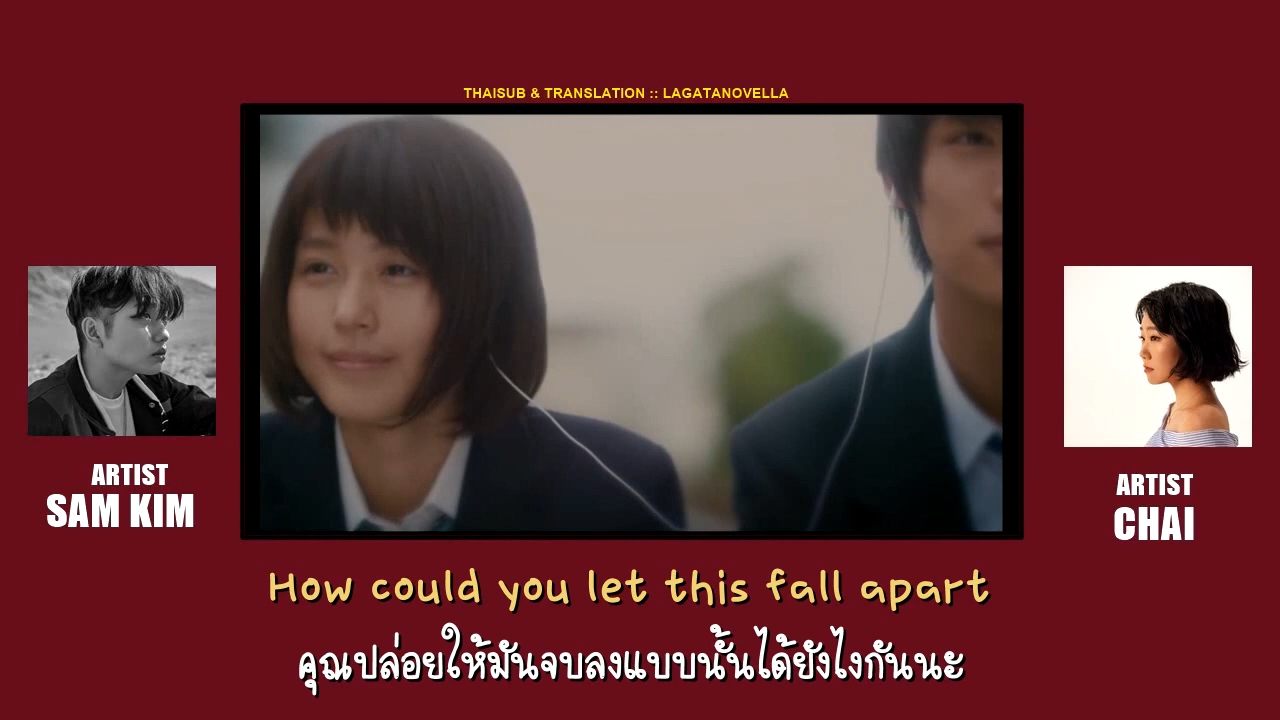 THAISUB & TRANSLATION :: LAGATANOVELLA
ARTIST
SAM KIM
ARTIST
CHAI
How could you let this fall apart
คุณปล่อยให้มันจบลงแบบนั้นได้ยังไงกันนะ